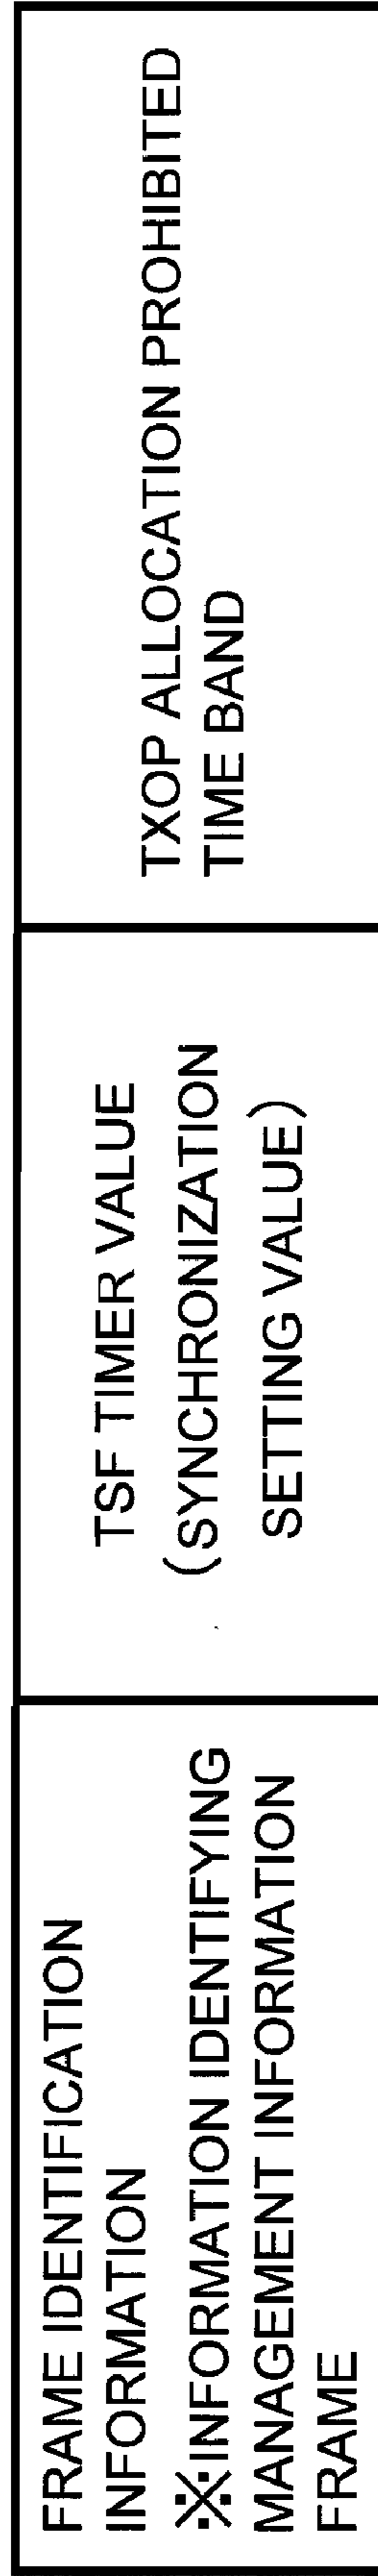 FRAME IDENTIFICATION
INFORMATION
※INFORMATION IDENTIFYING
MANAGEMENT INFORMATION
FRAME
TSF TIMER VALUE
(SYNCHRONIZATION
SETTING VALUE)
TXOP ALLOCATION PROHIBITED
TIME BAND